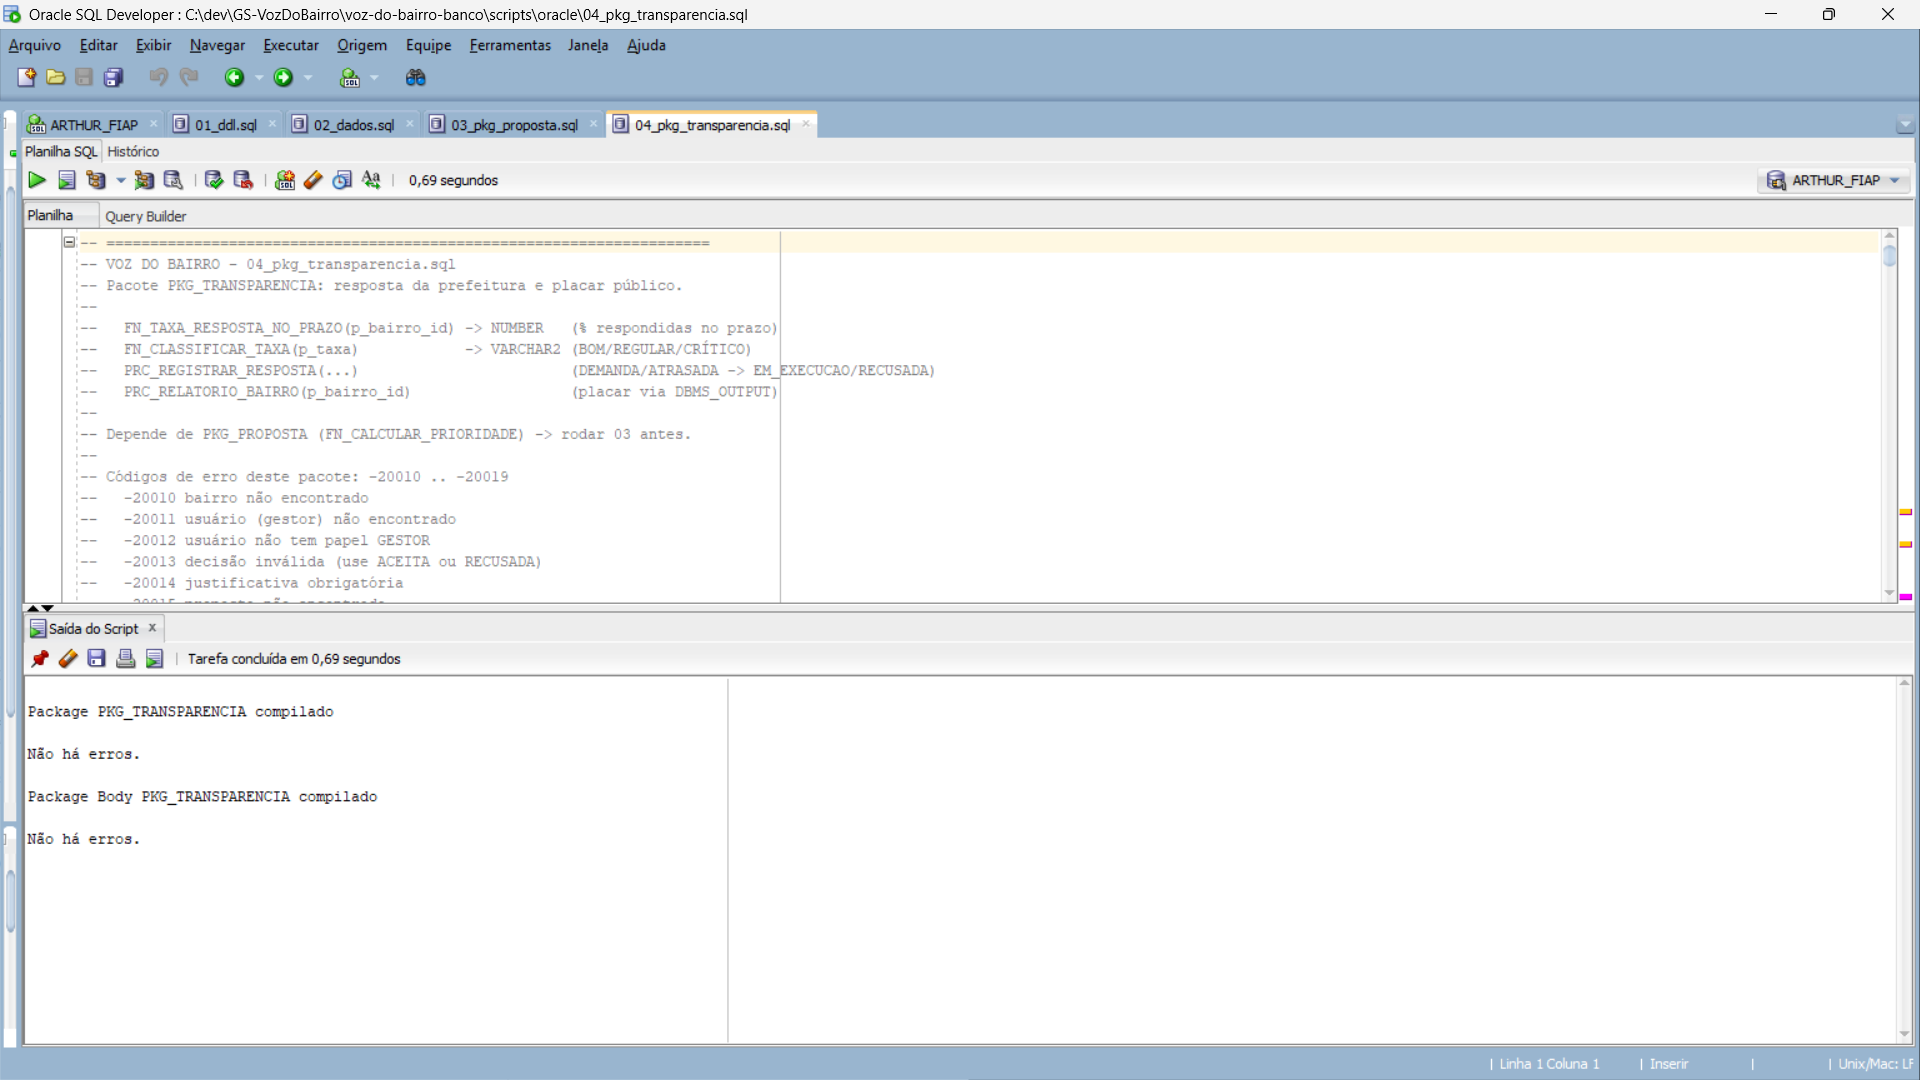 Oracle SQL Developer : C:\dev\GS-VozDoBairro\voz-do-bairro-banco\scripts\oracle\04_pkg_transparencia.sql
Arquivo Editar Exibir Navegar Executar Origem Equipe Ferramentas Janela Ajuda
ARTHUR_FIAP 01_ddl.sql 02_dados.sql 03_pkg_proposta.sql 04_pkg_transparencia.sql
Planilha SQL Histórico
0,69 segundos
ARTHUR_FIAP
Planilha Query Builder
-- =====================================================================
-- VOZ DO BAIRRO - 04_pkg_transparencia.sql
-- Pacote PKG_TRANSPARENCIA: resposta da prefeitura e placar público.
--
--   FN_TAXA_RESPOSTA_NO_PRAZO(p_bairro_id) -> NUMBER   (% respondidas no prazo)
--   FN_CLASSIFICAR_TAXA(p_taxa)            -> VARCHAR2 (BOM/REGULAR/CRÍTICO)
--   PRC_REGISTRAR_RESPOSTA(...)                        (DEMANDA/ATRASADA -> EM_EXECUCAO/RECUSADA)
--   PRC_RELATORIO_BAIRRO(p_bairro_id)                  (placar via DBMS_OUTPUT)
--
-- Depende de PKG_PROPOSTA (FN_CALCULAR_PRIORIDADE) -> rodar 03 antes.
--
-- Códigos de erro deste pacote: -20010 .. -20019
--   -20010 bairro não encontrado
--   -20011 usuário (gestor) não encontrado
--   -20012 usuário não tem papel GESTOR
--   -20013 decisão inválida (use ACEITA ou RECUSADA)
--   -20014 justificativa obrigatória
Saída do Script
Tarefa concluída em 0,69 segundos
Package PKG_TRANSPARENCIA compilado
Não há erros.
Package Body PKG_TRANSPARENCIA compilado
Não há erros.
Linha 1 Coluna 1 Inserir Unix/Mac: LF